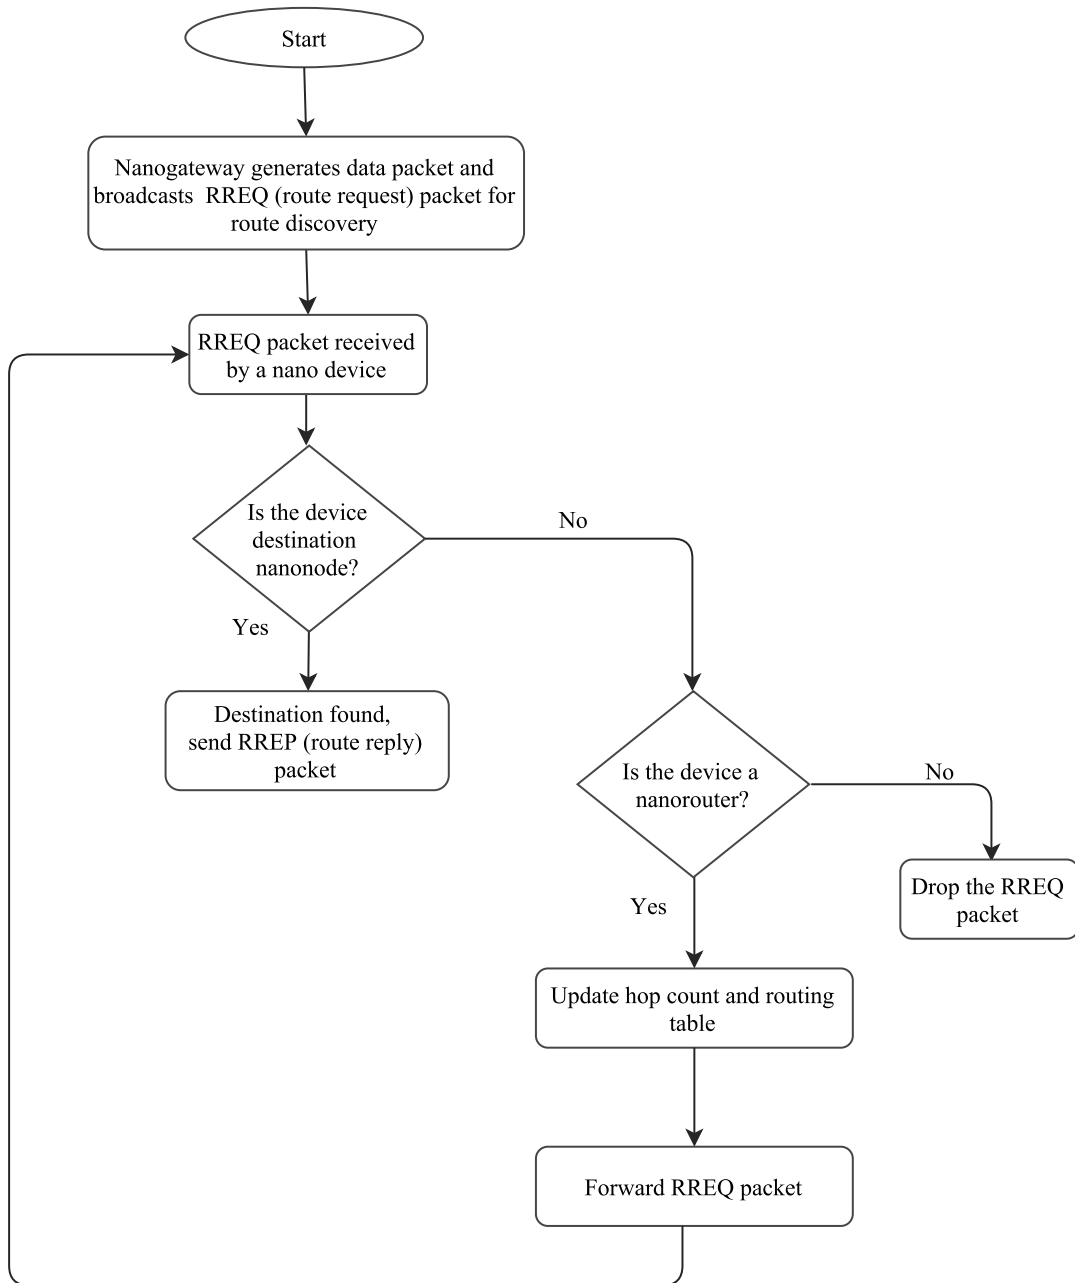 Start
Nanogateway generates data packet and
broadcasts RREQ (route request) packet for
route discovery
RREQ packet received
by a nano device
Is the device
destination
nanonode?
No
Yes
Destination found,
send RREP (route reply)
packet
Is the device a
nanorouter?
No
Drop the RREQ
packet
Yes
Update hop count and routing
table
Forward RREQ packet